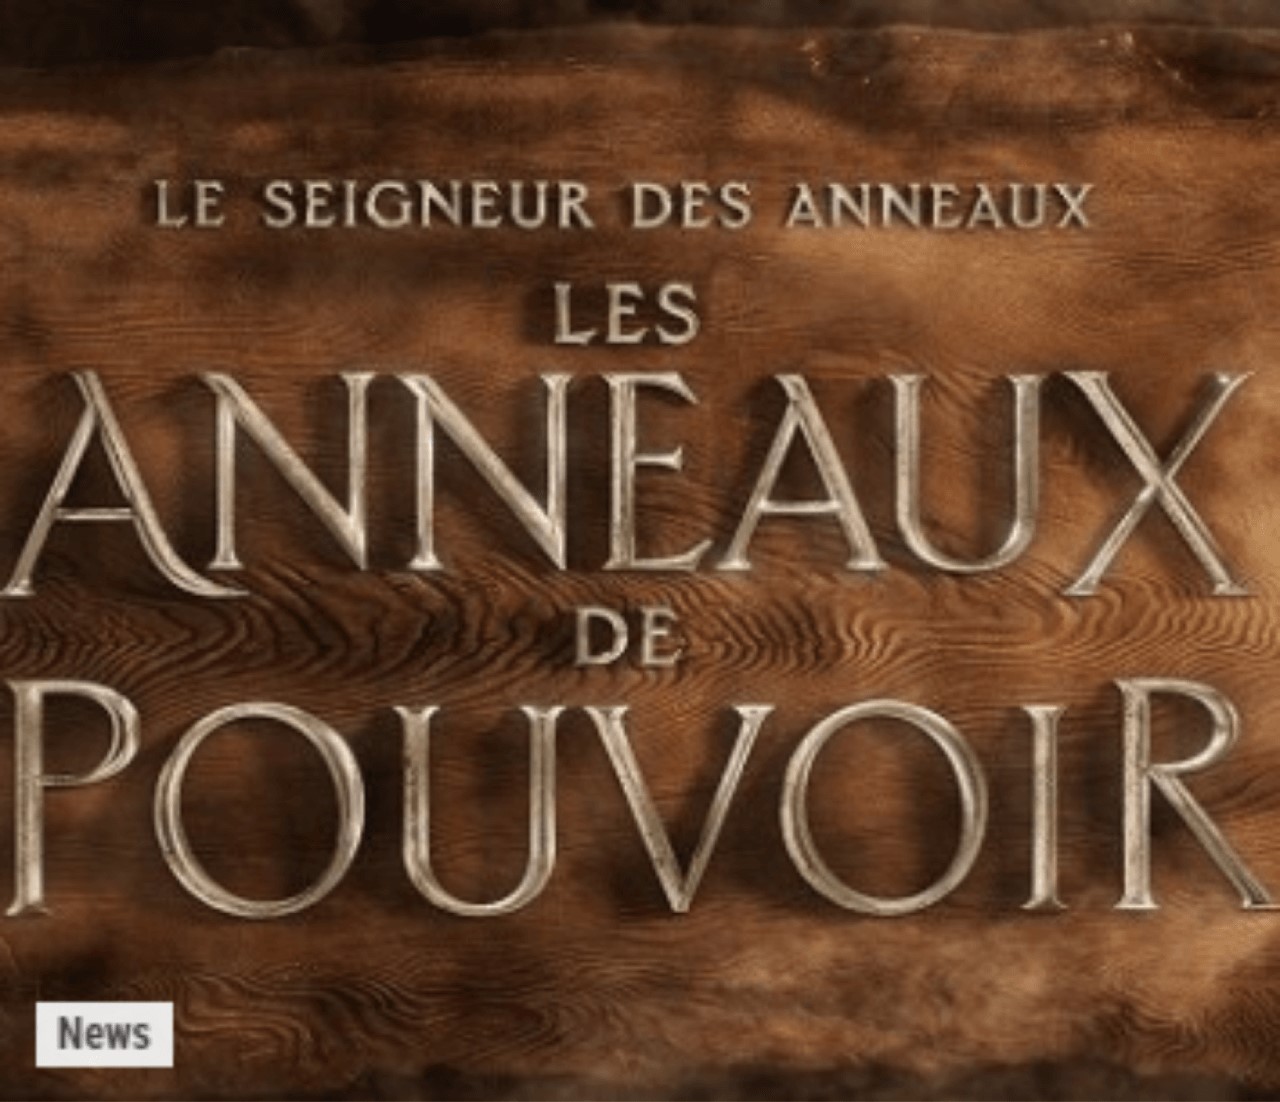 LE SEIGNEUR DES ANNEAUX
LES
ANNEAUX
DE
POUVOIR
News